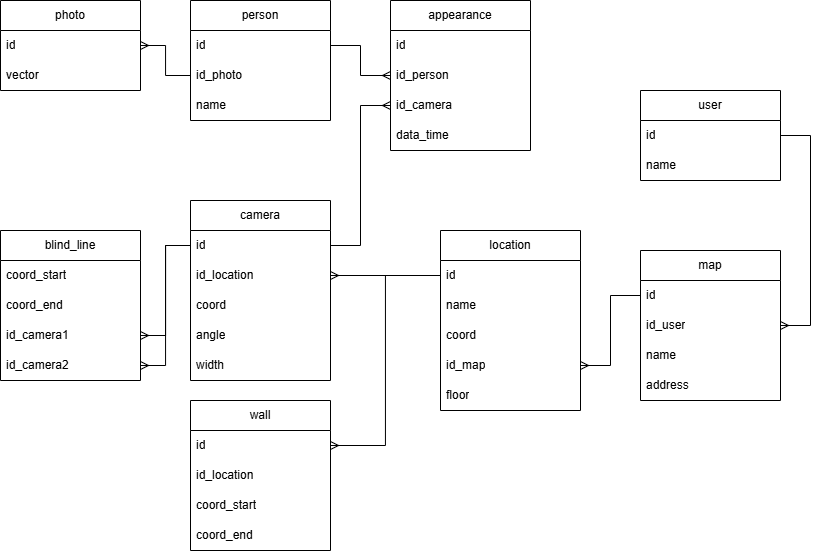 photo
id
vector
person
id
id_photo
name
appearance
id
id_person
id_camera
data_time
user
id
name
blind_line
coord_start
coord_end
id_camera1
id_camera2
camera
id
id_location
coord
angle
width
location
id
name
coord
id_map
floor
map
id
id_user
name
address
wall
id
id_location
coord_start
coord_end